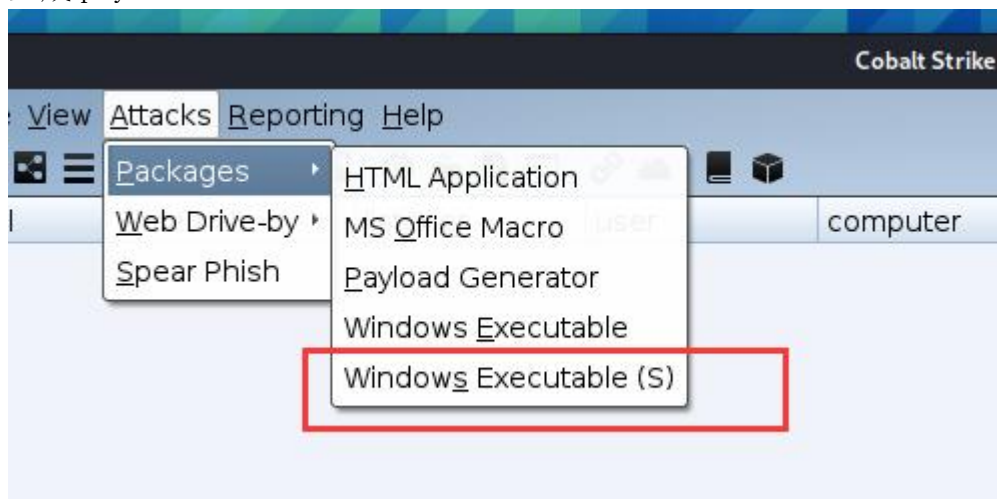 Cobalt Strike
View Attacks Reporting Help
Packages
HTML Application
user
computer
Web Drive-by
MS Office Macro
Spear Phish
Payload Generator
Windows Executable
Windows Executable (S)